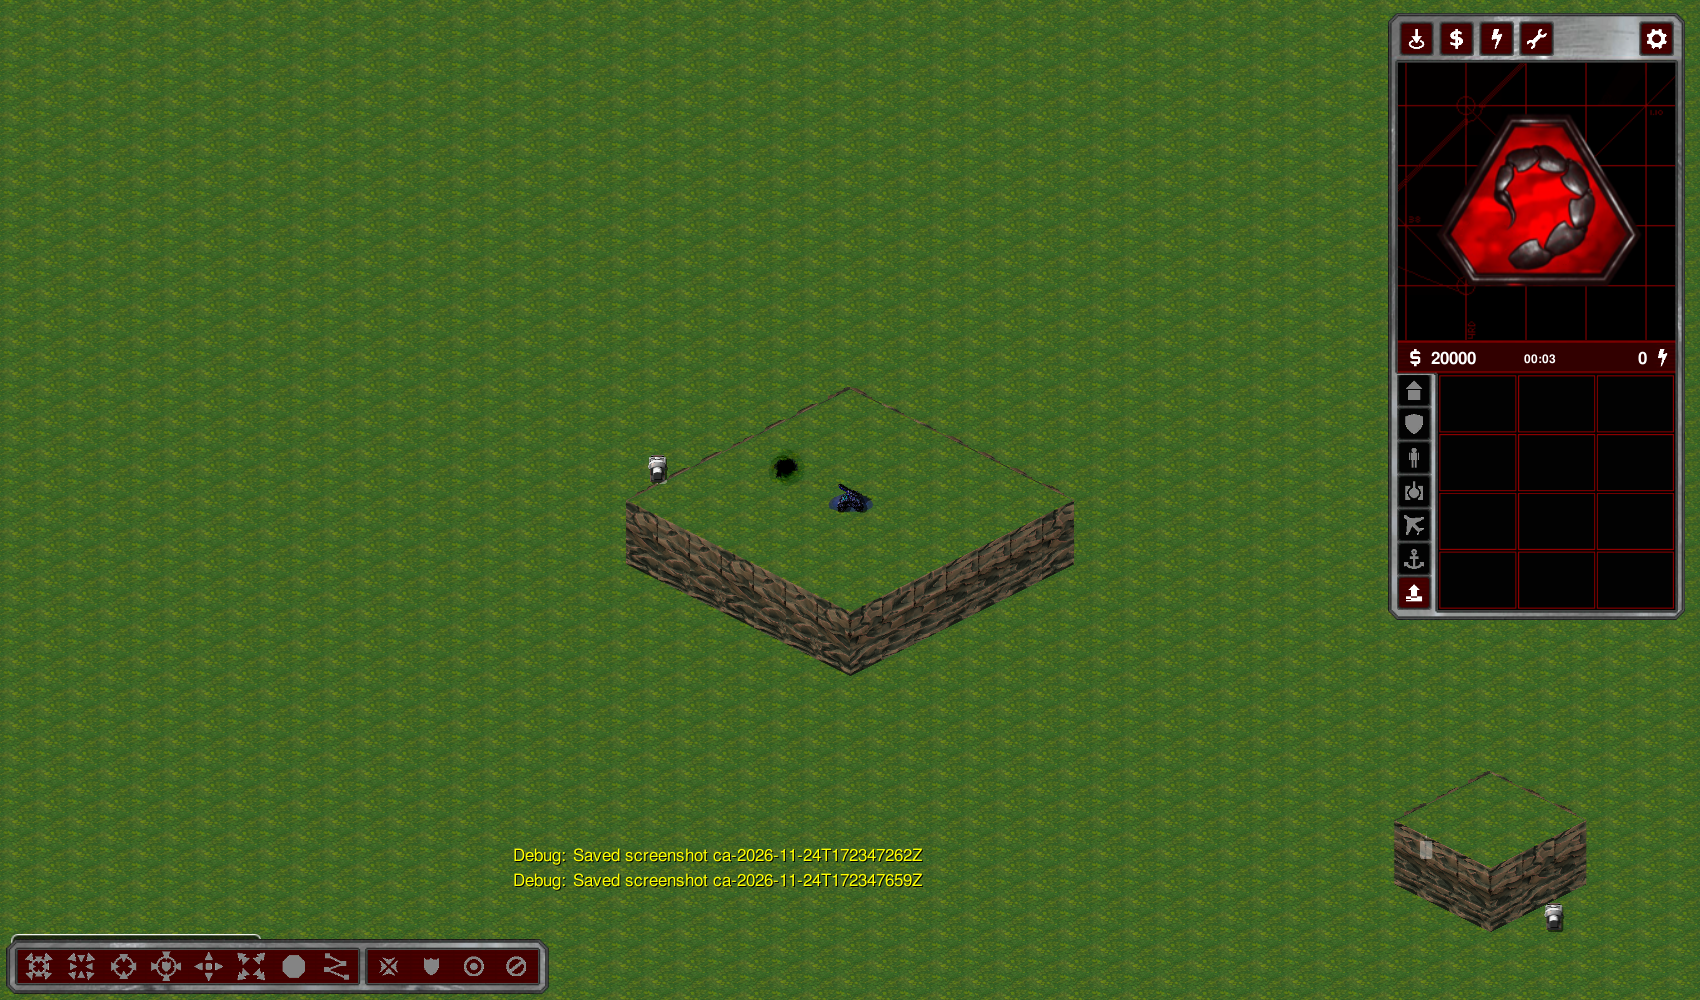 $ 20000 00:03 0
Debug: Saved screenshot ca-2026-11-24T172347262Z
Debug: Saved screenshot ca-2026-11-24T172347659Z